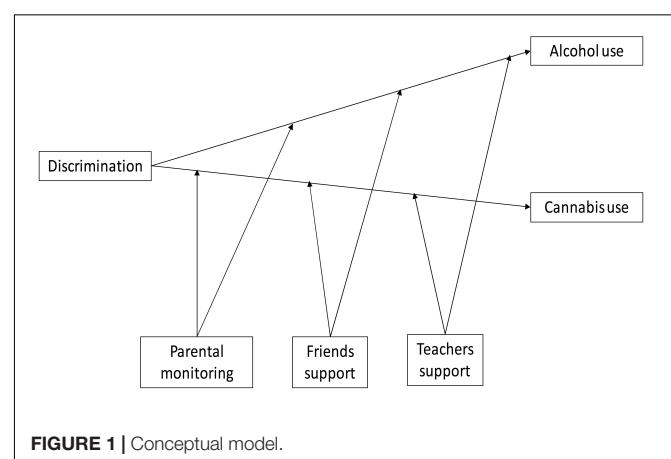 Alcohol use
Discrimination
Cannabis use
Parental
monitoring
Friends
support
Teachers
support
FIGURE 1 | Conceptual model.